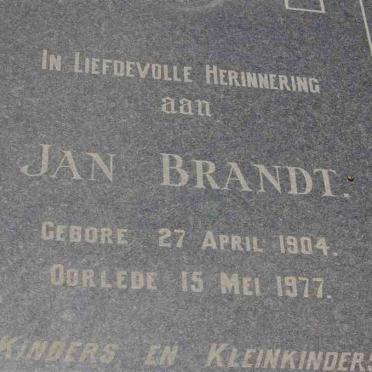 IN LIEFDEVOLLE HERINNERING
aan
JAN BRANDT.
GEBORE 27 APRIL 1904.
OORLEDE 15 MEI 1977.
KINDERS EN KLEINKINDERS